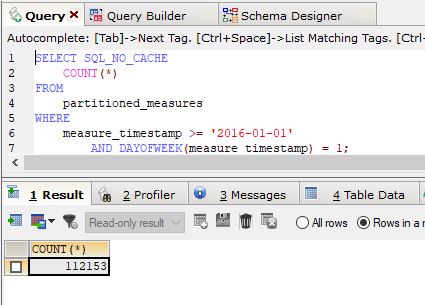 Query Query Builder Schema Designer
Autocomplete: [Tab]->Next Tag. [Ctrl+Space]->List Matching Tags. [Ctrl-
1 SELECT SQL_NO_CACHE
2 COUNT(*)
3 FROM
4 partitioned_measures
5 WHERE
6 measure_timestamp >= '2016-01-01'
7 AND DAYOFWEEK(measure_timestamp) = 1;
1 Result 2 Profiler 3 Messages 4 Table Data
Read-only result All rows Rows in a r
COUNT(*)
112153